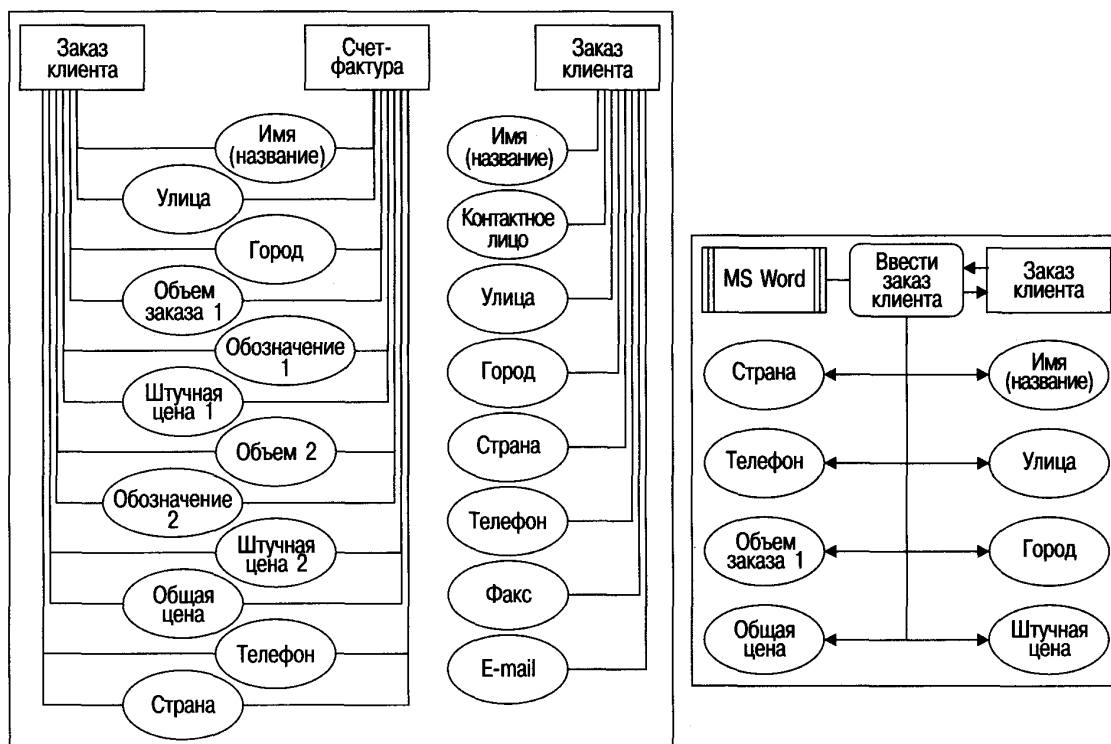 Заказ
клиента
Счет-
фактура
Заказ
клиента
Имя
(название)
Улица
Город
Объем
заказа 1
Обозначение
1
Штучная
цена 1
Объем 2
Обозначение
2
Штучная
цена 2
Общая
цена
Телефон
Страна
Имя
(название)
Контактное
лицо
Улица
Город
Страна
Телефон
Факс
E-mail
MS Word
Ввести
заказ
клиента
Заказ
клиента
Страна
Имя
(название)
Телефон
Улица
Объем
заказа 1
Город
Общая
цена
Штучная
цена